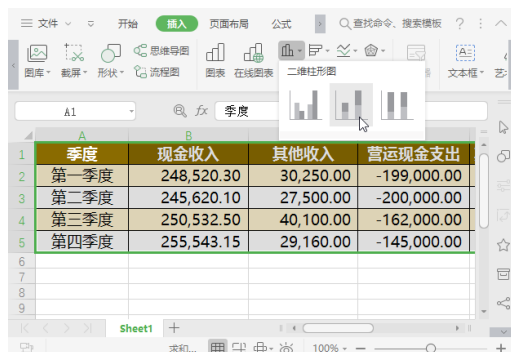 文件 开始 插入 页面布局 公式 查找命令、搜索模板
思维导图
流程图
图库 截屏 形状 图表 在线图表 文本框 艺
二维柱形图
A1 fx 季度
A B
1 季度 现金收入 其他收入 营运现金支出
2 第一季度 248,520.30 30,250.00 -199,000.00
3 第二季度 245,620.10 27,500.00 -200,000.00
4 第三季度 250,532.50 40,100.00 -162,000.00
5 第四季度 255,543.15 29,160.00 -145,000.00
6
7
8
9
Sheet1
求和... 100%